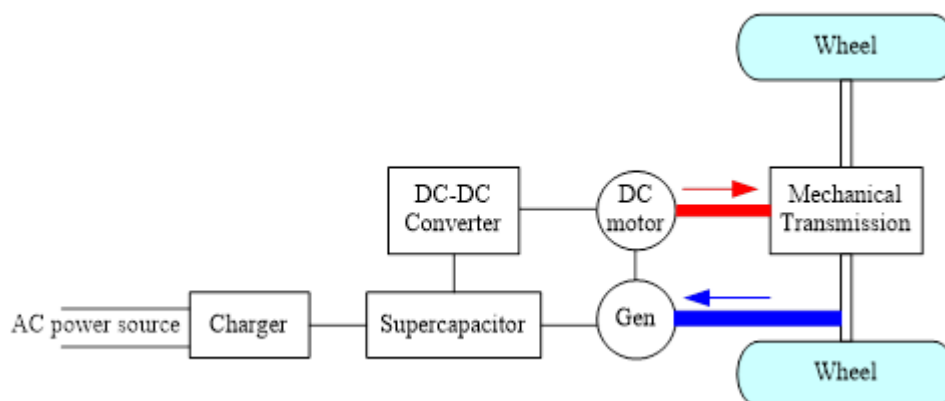 Wheel
DC-DC
Converter
DC
motor
Mechanical
Transmission
AC power source
Charger
Supercapacitor
Gen
Wheel